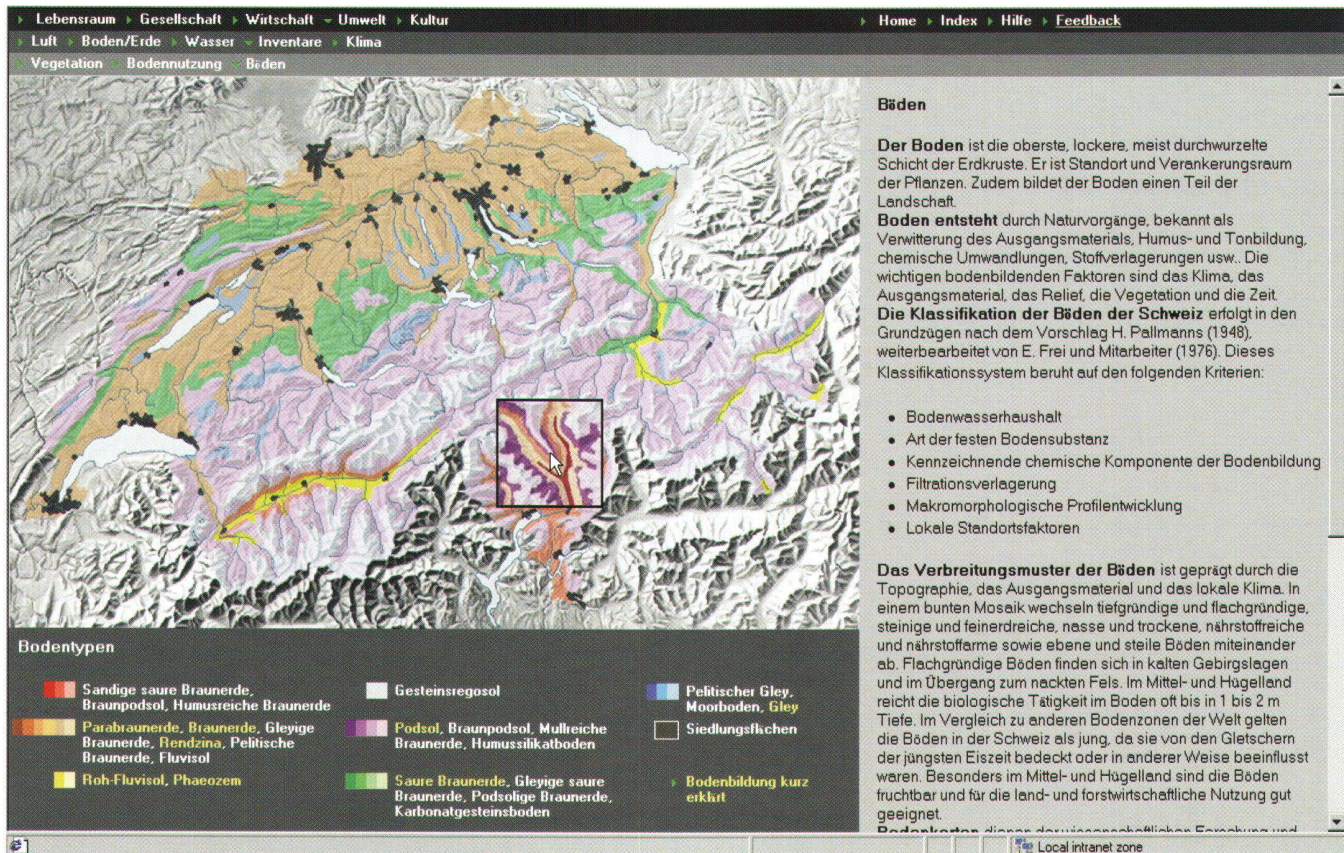 Lebensraum Gesellschaft Wirtschaft Umwelt Kultur
Home Index Hilfe Feedback
Luft Boden/Erde Wasser Inventare Klima
Vegetation Bodennutzung Böden
Böden
Der Boden ist die oberste, lockere, meist durchwurzelte
Schicht der Erdkruste. Er ist Standort und Verankerungsraum
der Pflanzen. Zudem bildet der Boden einen Teil der
Landschaft.
Boden entsteht durch Naturvorgänge, bekannt als
Verwitterung des Ausgangsmaterials, Humus- und Tonbildung,
chemische Umwandlungen, Stoffverlagerungen usw.. Die
wichtigen bodenbildenden Faktoren sind das Klima, das
Ausgangsmaterial, das Relief, die Vegetation und die Zeit.
Die Klassifikation der Böden der Schweiz erfolgt in den
Grundzügen nach dem Vorschlag H. Pallmanns (1948),
weiterbearbeitet von E. Frei und Mitarbeiter (1976). Dieses
Klassifikationssystem beruht auf den folgenden Kriterien:
• Bodenwasserhaushalt
• Art der festen Bodensubstanz
• Kennzeichnende chemische Komponente der Bodenbildung
• Filtrationsverlagerung
• Makromorphologische Profilentwicklung
• Lokale Standortsfaktoren
Das Verbreitungsmuster der Böden ist geprägt durch die
Topographie, das Ausgangsmaterial und das lokale Klima. In
einem bunten Mosaik wechseln tiefgründige und flachgründige,
steinige und feinerdreiche, nasse und trockene, nährstoffreiche
und nährstoffarme sowie ebene und steile Böden miteinander
ab. Flachgründige Böden finden sich in kalten Gebirgslagen
und im Übergang zum nackten Fels. Im Mittel- und Hügelland
reicht die biologische Tätigkeit im Boden oft bis in 1 bis 2 m
Tiefe. Im Vergleich zu anderen Bodenzonen der Welt gelten
die Böden in der Schweiz als jung, da sie von den Gletschern
der jüngsten Eiszeit bedeckt oder in anderer Weise beeinflusst
waren. Besonders im Mittel- und Hügelland sind die Böden
fruchtbar und für die land- und forstwirtschaftliche Nutzung gut
geeignet.
Bodenkarten dienen der wissenschaftlichen Forschung und
Bodentypen
Sandige saure Braunerde,
Braunpodsol, Humusreiche Braunerde
Parabraunerde, Braunerde, Gleyige
Braunerde, Rendzina, Pelitische
Braunerde, Fluvisol
Roh-Fluvisol, Phaeozem
Gesteinsregosol
Podsol, Braunpodsol, Mullreiche
Braunerde, Humussilikatboden
Saure Braunerde, Gleyige saure
Braunerde, Podsolige Braunerde,
Karbonatgesteinsboden
Pelitischer Gley,
Moorboden, Gley
Siedlungsflchen
Bodenbildung kurz
erklrt
Local intranet zone